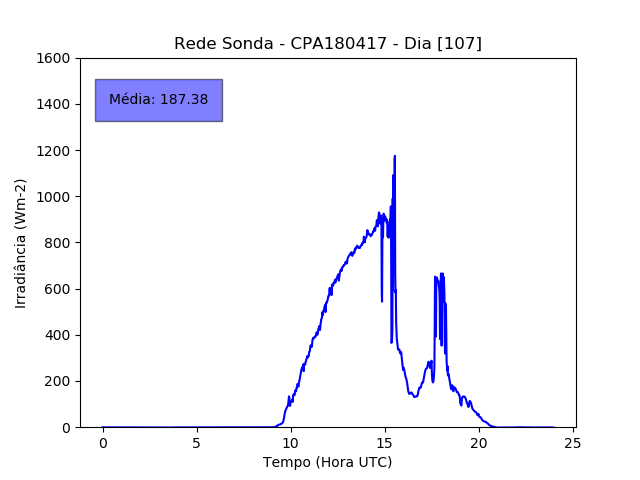 Rede Sonda - CPA180417 - Dia [107]
1600
1400
1200
1000
800
600
400
200
0
Média: 187.38
Irradiância (Wm-2)
0 5 10 15 20 25
Tempo (Hora UTC)